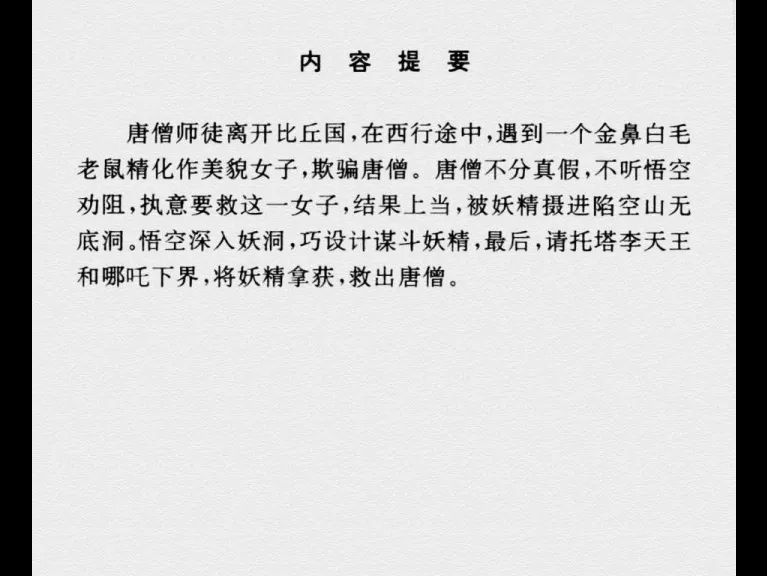 内容提要
唐僧师徒离开比丘国,在西行途中,遇到一个金鼻白毛
老鼠精化作美貌女子,欺骗唐僧。唐僧不分真假,不听悟空
劝阻,执意要救这一女子,结果上当,被妖精摄进陷空山无
底洞。悟空深入妖洞,巧设计谋斗妖精,最后,请托塔李天王
和哪吒下界,将妖精拿获,救出唐僧。